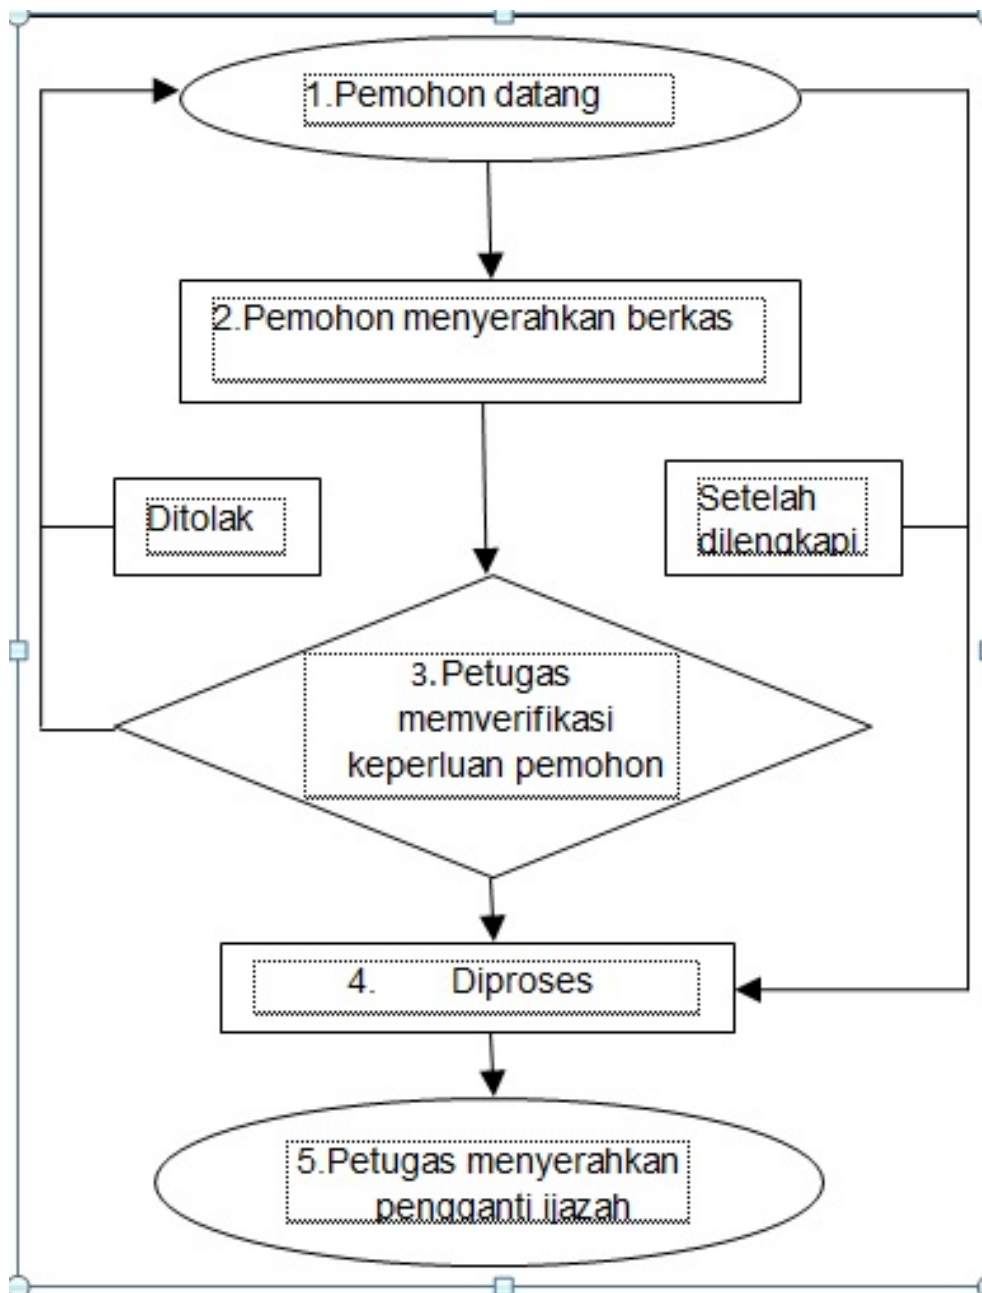 1.Pemohon datang
2.Pemohon menyerahkan berkas
Ditolak
Setelah
dilengkapi
3.Petugas
memverifikasi
keperluan pemohon
4. Diproses
5.Petugas menyerahkan
pengganti ijazah